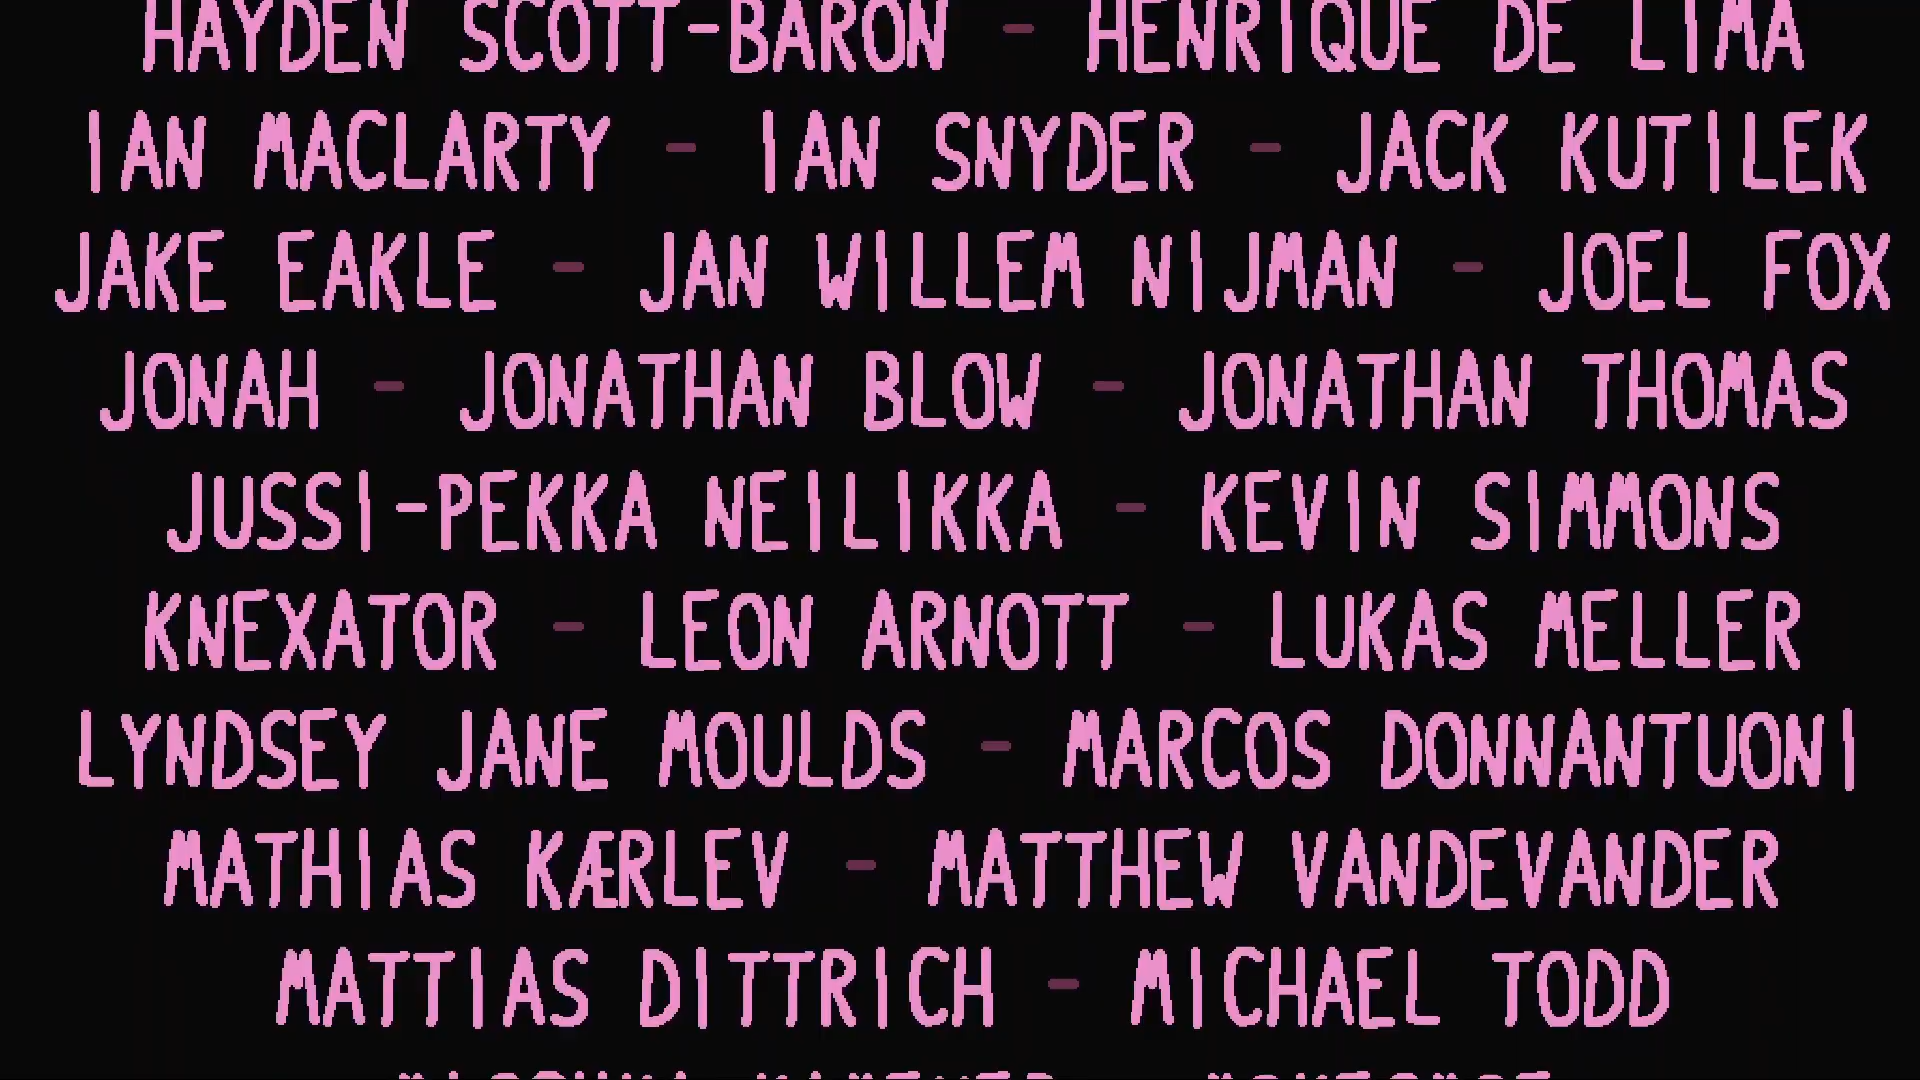 HAYDEN SCOTT-BARON - HENRIQUE DE LIMA
IAN MACLARTY - IAN SNYDER - JACK KUTILEK
JAKE EAKLE - JAN WILLEM NIJMAN - JOEL FOX
JONAH - JONATHAN BLOW - JONATHAN THOMAS
JUSSI-PEKKA NEILIKKA - KEVIN SIMMONS
KNEXATOR - LEON ARNOTT - LUKAS MELLER
LYNDSEY JANE MOULDS - MARCOS DONNANTUONI
MATHIAS KÆRLEV - MATTHEW VANDEVANDER
MATTIAS DITTRICH - MICHAEL TODD